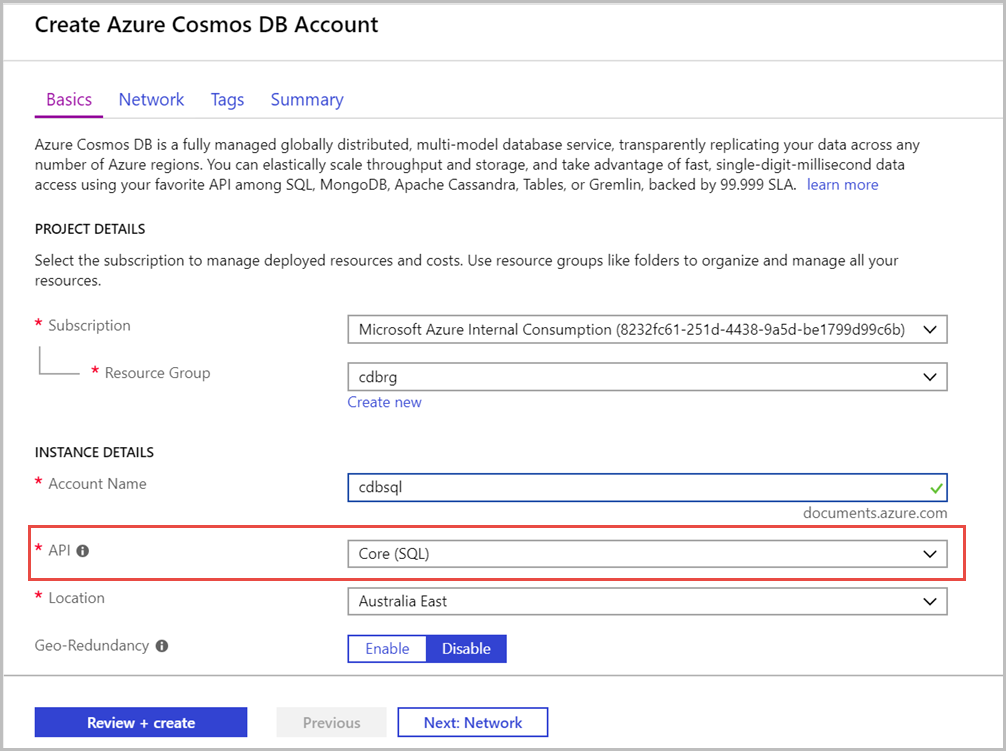 Create Azure Cosmos DB Account
Basics Network Tags Summary
Azure Cosmos DB is a fully managed globally distributed, multi-model database service, transparently replicating your data across any
number of Azure regions. You can elastically scale throughput and storage, and take advantage of fast, single-digit-millisecond data
access using your favorite API among SQL, MongoDB, Apache Cassandra, Tables, or Gremlin, backed by 99.999 SLA. learn more
PROJECT DETAILS
Select the subscription to manage deployed resources and costs. Use resource groups like folders to organize and manage all your
resources.
* Subscription Microsoft Azure Internal Consumption (8232fc61-251d-4438-9a5d-be1799d99c6b)
* Resource Group cdbrg
Create new
INSTANCE DETAILS
* Account Name cdbsql
documents.azure.com
* API Core (SQL)
* Location Australia East
Geo-Redundancy Enable Disable
Review + create Previous Next: Network